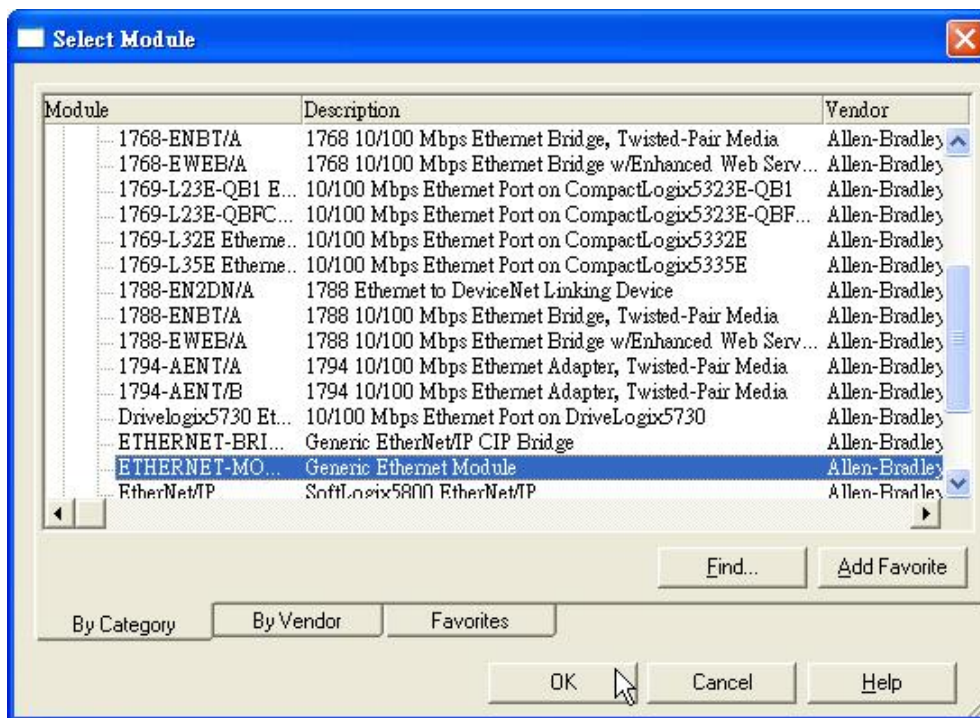 Select Module
Module Description Vendor
1768-ENBT/A 1768 10/100 Mbps Ethernet Bridge, Twisted-Pair Media Allen-Bradley
1768-EWEB/A 1768 10/100 Mbps Ethernet Bridge w/Enhanced Web Serv... Allen-Bradley
1769-L23E-QB1 E... 10/100 Mbps Ethernet Port on CompactLogix5323E-QB1 Allen-Bradley
1769-L23E-QBFC... 10/100 Mbps Ethernet Port on CompactLogix5323E-QBF... Allen-Bradley
1769-L32E Etherne... 10/100 Mbps Ethernet Port on CompactLogix5332E Allen-Bradley
1769-L35E Etherne... 10/100 Mbps Ethernet Port on CompactLogix5335E Allen-Bradley
1788-EN2DN/A 1788 Ethernet to DeviceNet Linking Device Allen-Bradley
1788-ENBT/A 1788 10/100 Mbps Ethernet Bridge, Twisted-Pair Media Allen-Bradley
1788-EWEB/A 1788 10/100 Mbps Ethernet Bridge w/Enhanced Web Serv... Allen-Bradley
1794-AENT/A 1794 10/100 Mbps Ethernet Adapter, Twisted-Pair Media Allen-Bradley
1794-AENT/B 1794 10/100 Mbps Ethernet Adapter, Twisted-Pair Media Allen-Bradley
Drivelogix5730 Et... 10/100 Mbps Ethernet Port on DriveLogix5730 Allen-Bradley
ETHERNET-BRI... Generic EtherNet/IP CIP Bridge Allen-Bradley
ETHERNET-MO... Generic Ethernet Module Allen-Bradley
EtherNet/IP SoftLogix5800 EtherNet/IP Allen-Bradley
Find... Add Favorite
By Category By Vendor Favorites
OK Cancel Help